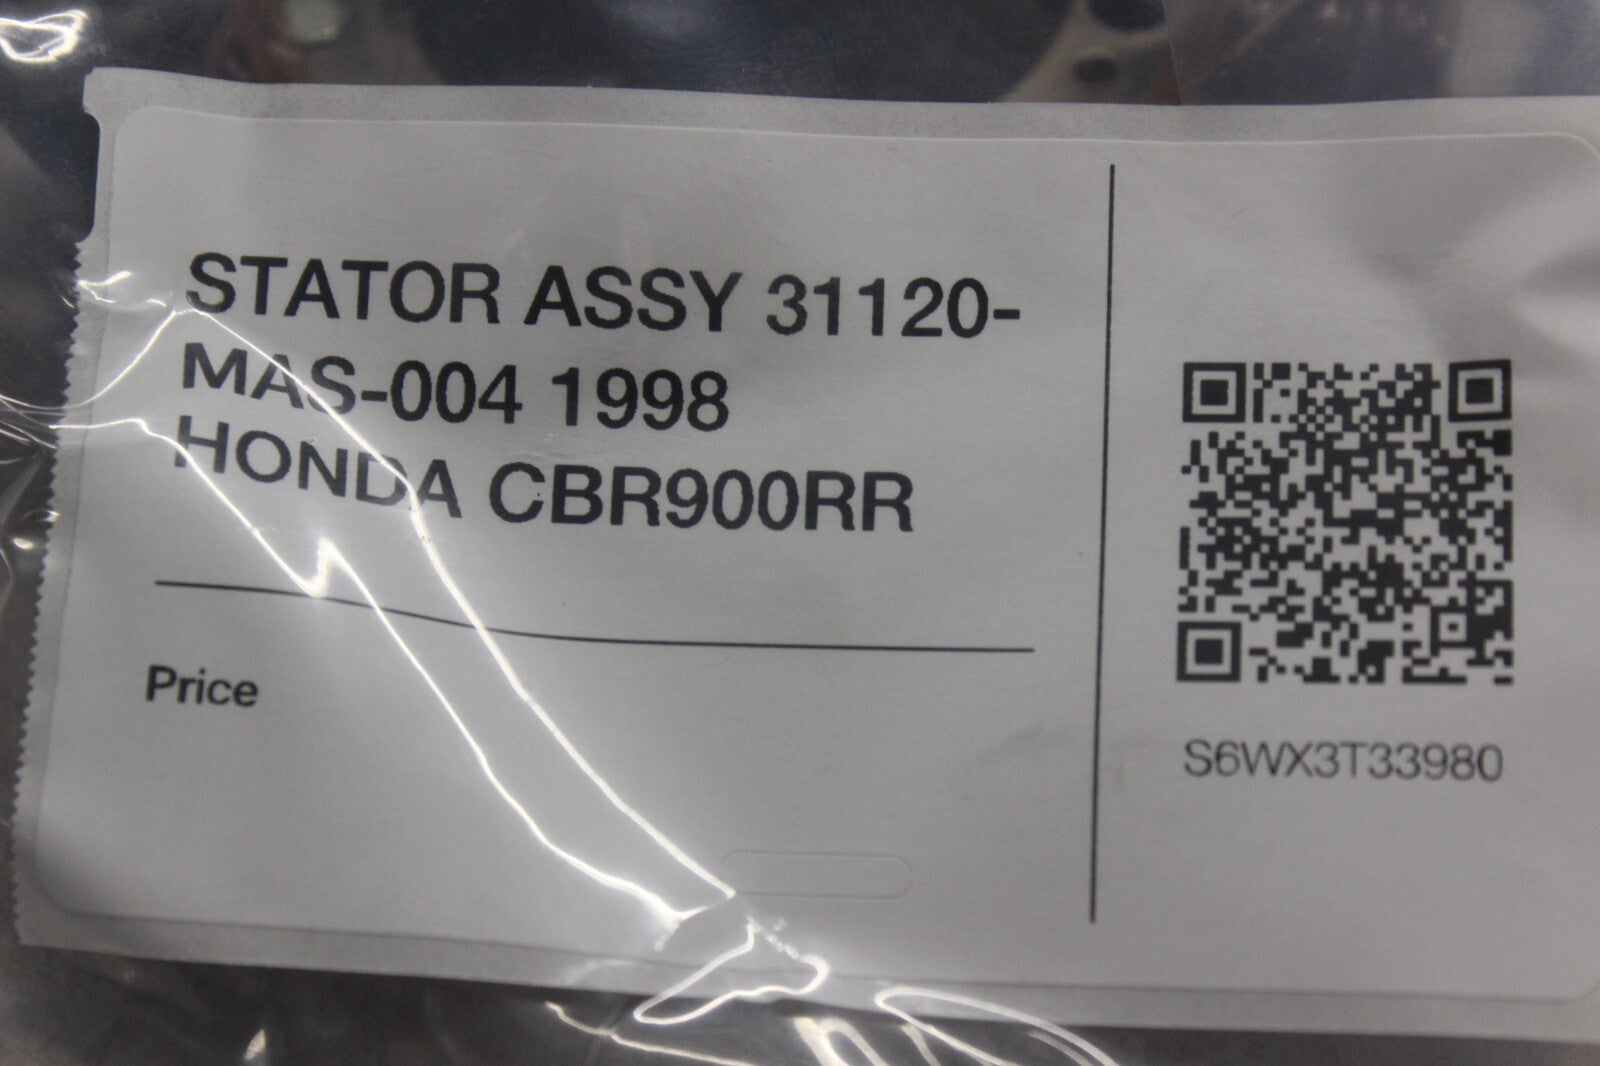 STATOR ASSY 31120-
MAS-004 1998
HONDA CBR900RR
Price
S6WX3T33980